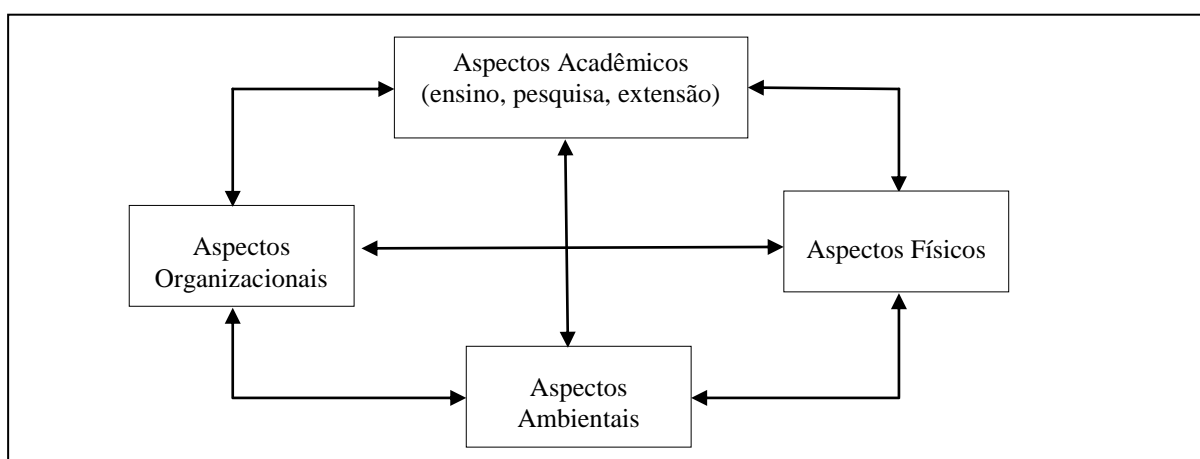 Aspectos Acadêmicos
(ensino, pesquisa, extensão)
Aspectos
Organizacionais
Aspectos Físicos
Aspectos
Ambientais